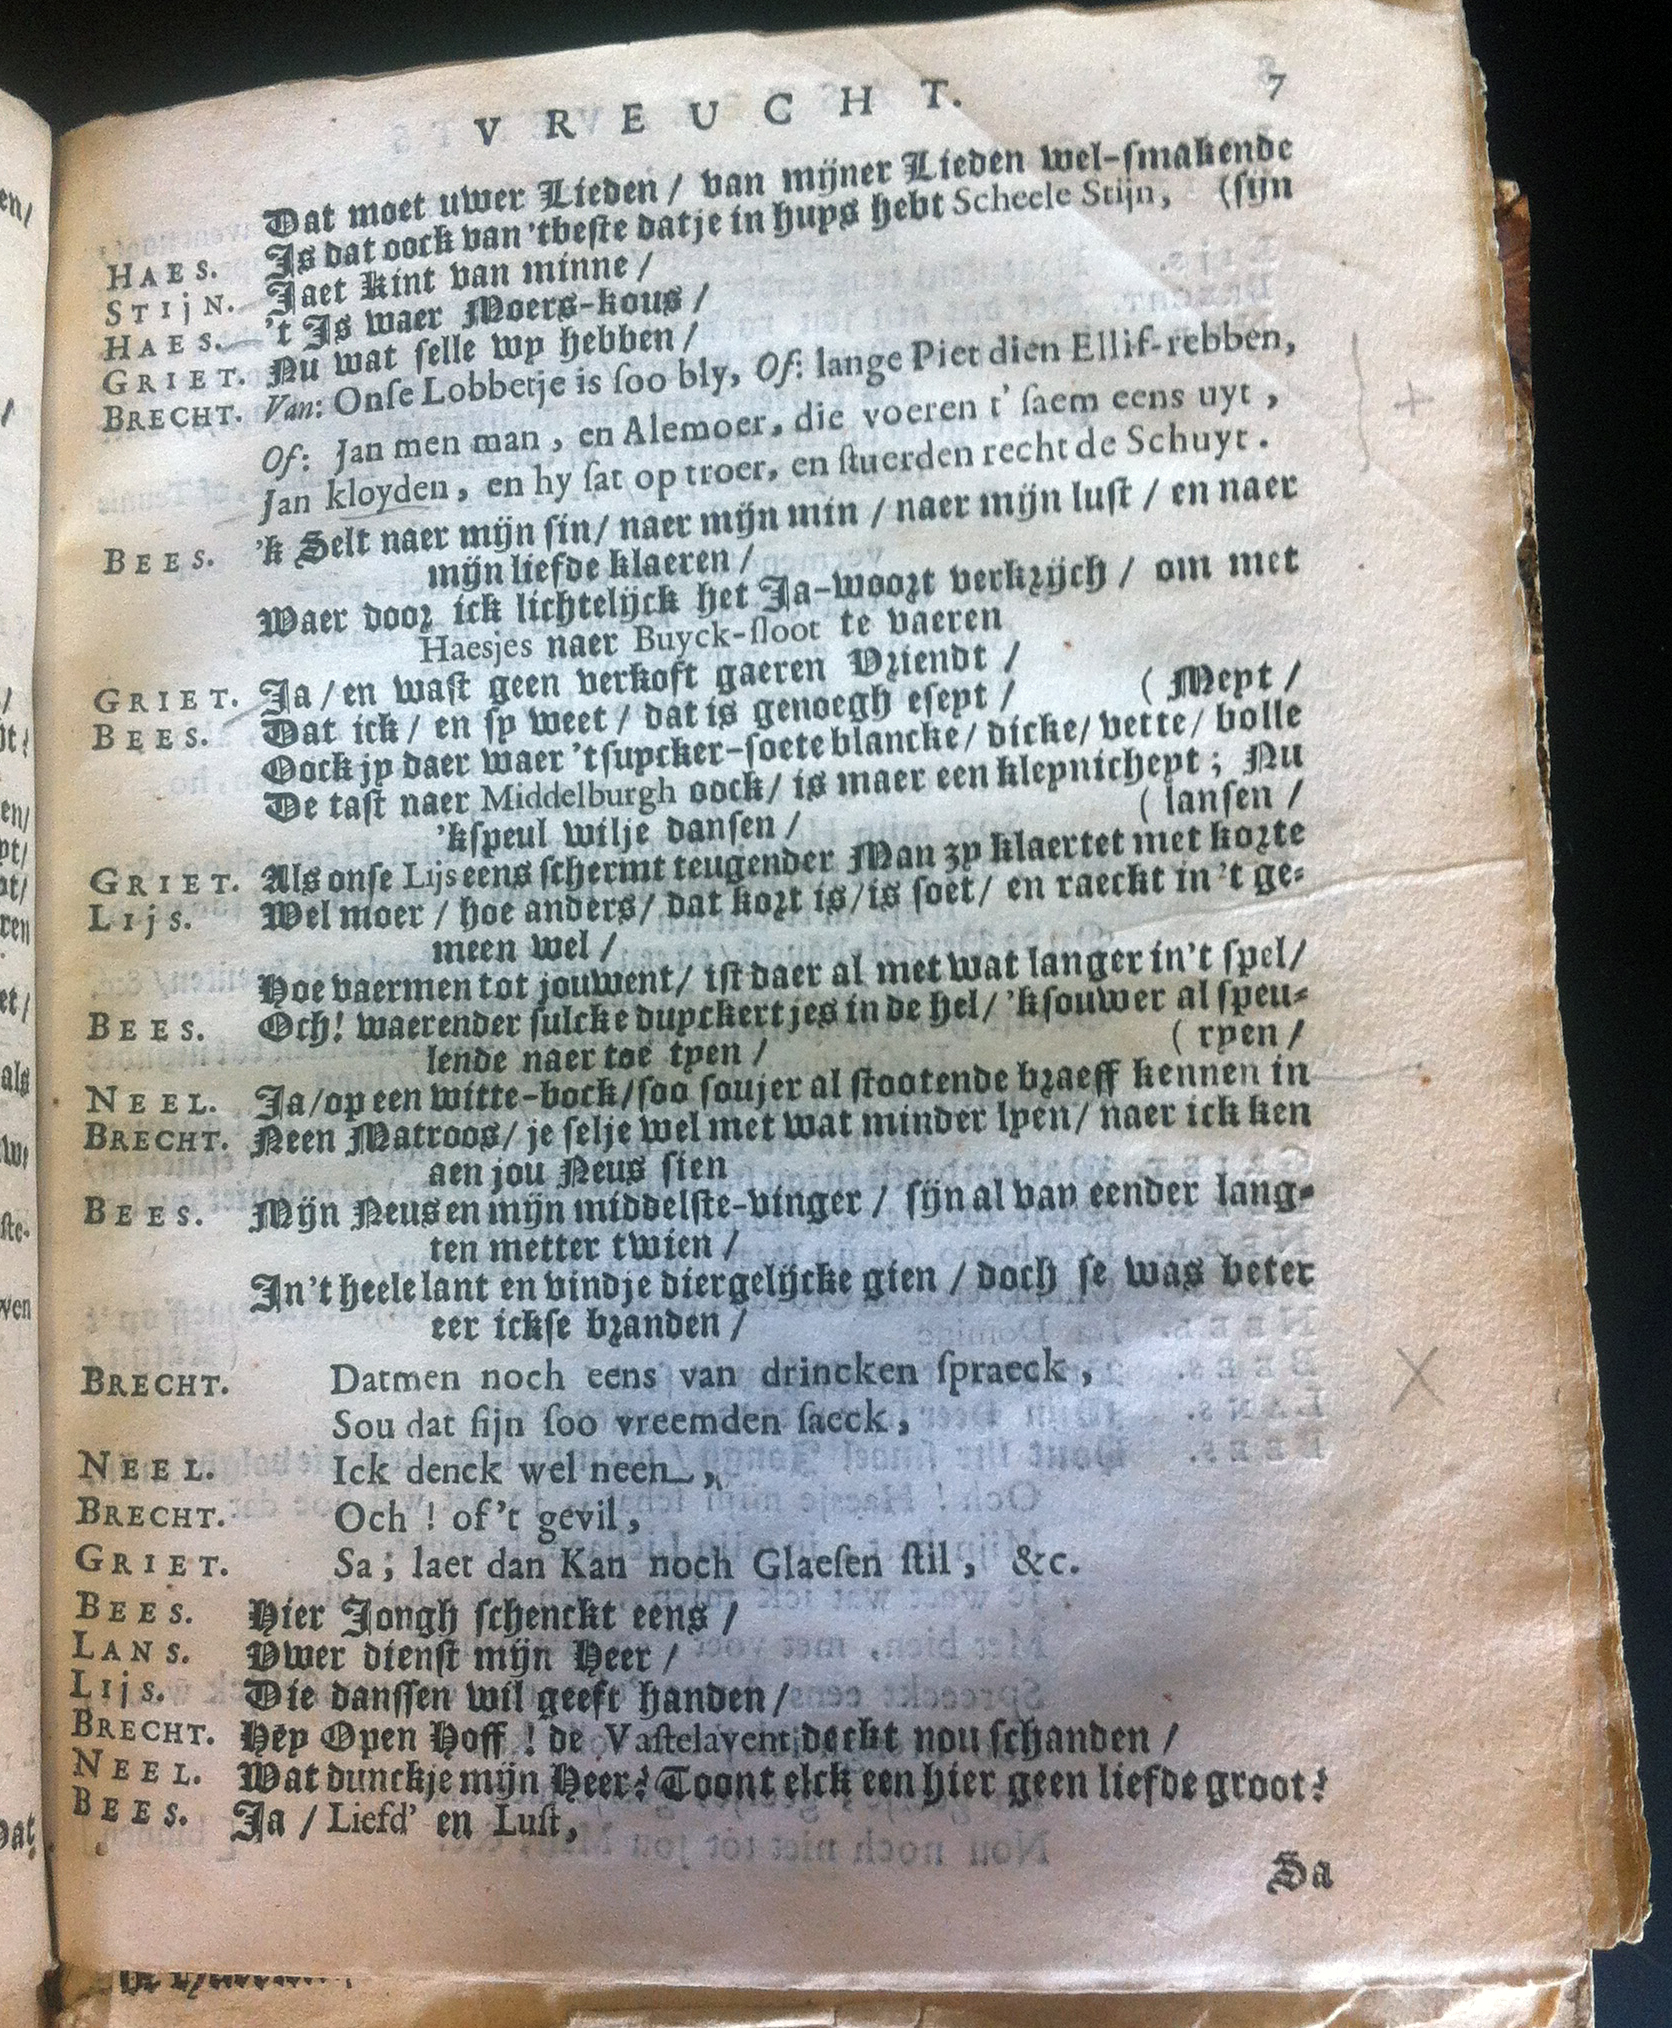 VREUCHT. 7
Dat moet uwer Lieden / van mijner Lieden wel-smakende
HAES. Is dat oock van 'tbeste datje in huys hebt Scheele Stijn, (sijn
STIjN. Jaet kint van minne /
HAES. 't Is waer Moers-kous /
GRIET. Nu wat selle wy hebben /
BRECHT. Van: Onse Lobbetje is soo bly, Of: lange Piet dien Ellif-rebben,
Of: Jan men man, en Alemoer, die voeren t' saem eens uyt,
Jan kloyden, en hy sat op troer, en stuerden recht de Schuyt.
BEES. 'k Selt naer mijn sin / naer mijn min / naer mijn lust / en naer
mijn liefde klaeren /
Waer door ick lichtelijck het Ja-woort verkrijch / om met
Haesjes naer Buyck-sloot te vaeren
GRIET. Ja / en wast geen verkoft gaeren Vriendt /
BEES. Dat ick / en sy weet / dat is genoegh eseyt / (Meyt /
Oock jy daer waer 'tsuycker-soete blancke / dicke / vette / bolle
De tast naer Middelburgh oock / is maer een kleynicheyt; Nu
'kspeul wilje dansen / (lansen /
GRIET. Als onse Lijs eens schermt teugender Man zy klaertet met korte
LIjS. Wel moer / hoe anders / dat kort is / is soet / en raeckt in 't ge-
meen wel /
Hoe vaermen tot jouwent / ist daer al met wat langer in 't spel /
BEES. Och! waerender sulcke duyckertjes in de hel / 'ksouwer al speu-
lende naer toe tyen / (ryen /
NEEL. Ja / op een witte-bock / soo soujer al stootende braeff kennen in
BRECHT. Neen Matroos / je selje wel met wat minder lyen / naer ick ken
aen jou Neus sien
BEES. Mijn Neus en mijn middelste-vinger / sijn al van eender lang-
ten metter twien /
In 't heele lant en vindje diergelijcke gien / doch se was beter
eer ickse branden /
BRECHT. Datmen noch eens van drincken spraeck,
Sou dat sijn soo vreemden saeck,
NEEL. Ick denck wel neen,
BRECHT. Och! of 't gevil,
GRIET. Sa; laet dan Kan noch Glaesen stil, &c.
BEES. Hier Jongh schenckt eens /
LANS. Uwer dienst mijn Heer /
LIjs. Die danssen wil geeft handen /
BRECHT. Hey Open Hoff! de Vastelavent deckt nou schanden /
NEEL. Wat dunckje mijn Heer? Toont elck een hier geen liefde groot?
BEES. Ja / Liefd' en Lust,
Sa